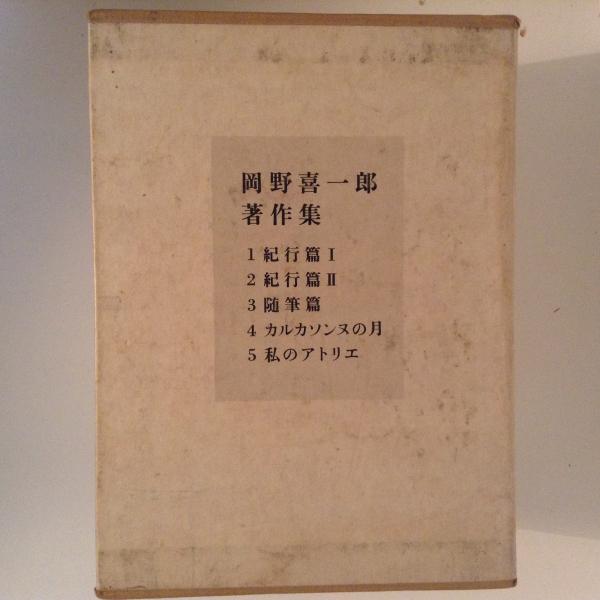 岡野喜一郎
著作集
1 紀行篇 I
2 紀行篇 II
3 随筆篇
4 カルカソンヌの月
5 私のアトリエ